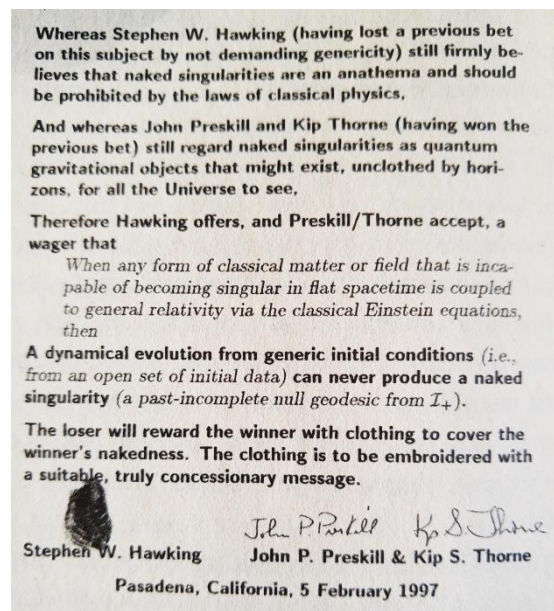 Whereas Stephen W. Hawking (having lost a previous bet
on this subject by not demanding genericity) still firmly be-
lieves that naked singularities are an anathema and should
be prohibited by the laws of classical physics,
And whereas John Preskill and Kip Thorne (having won the
previous bet) still regard naked singularities as quantum
gravitational objects that might exist, unclothed by hori-
zons, for all the Universe to see,
Therefore Hawking offers, and Preskill/Thorne accept, a
wager that
When any form of classical matter or field that is inca-
pable of becoming singular in flat spacetime is coupled
to general relativity via the classical Einstein equations,
then
A dynamical evolution from generic initial conditions (i.e.,
from an open set of initial data) can never produce a naked
singularity (a past-incomplete null geodesic from I₊).
The loser will reward the winner with clothing to cover the
winner's nakedness. The clothing is to be embroidered with
a suitable, truly concessionary message.
John P. Preskill Kip S. Thorne
Stephen W. Hawking John P. Preskill & Kip S. Thorne
Pasadena, California, 5 February 1997